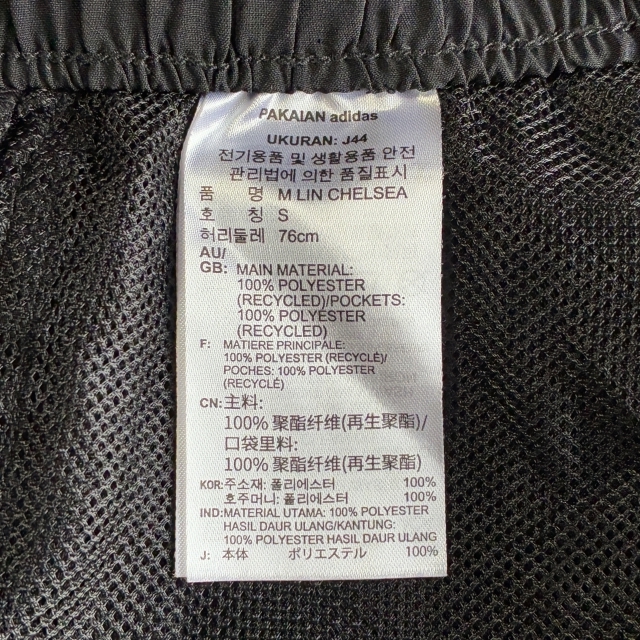 PAKAIAN adidas
UKURAN: J44
전기용품 및 생활용품 안전
관리법에 의한 품질표시
품 명 M LIN CHELSEA
호 칭 S
허리둘레 76cm
AU/
GB: MAIN MATERIAL:
100% POLYESTER
(RECYCLED)/POCKETS:
100% POLYESTER
(RECYCLED)
F: MATIERE PRINCIPALE:
100% POLYESTER (RECYCLÉ)/
POCHES: 100% POLYESTER
(RECYCLÉ)
CN: 主料:
100% 聚酯纤维(再生聚酯)/
口袋里料:
100% 聚酯纤维(再生聚酯)
KOR: 주소재: 폴리에스터 100%
호주머니: 폴리에스터 100%
IND: MATERIAL UTAMA: 100% POLYESTER
HASIL DAUR ULANG/KANTUNG:
100% POLYESTER HASIL DAUR ULANG
J: 本体 ポリエステル 100%